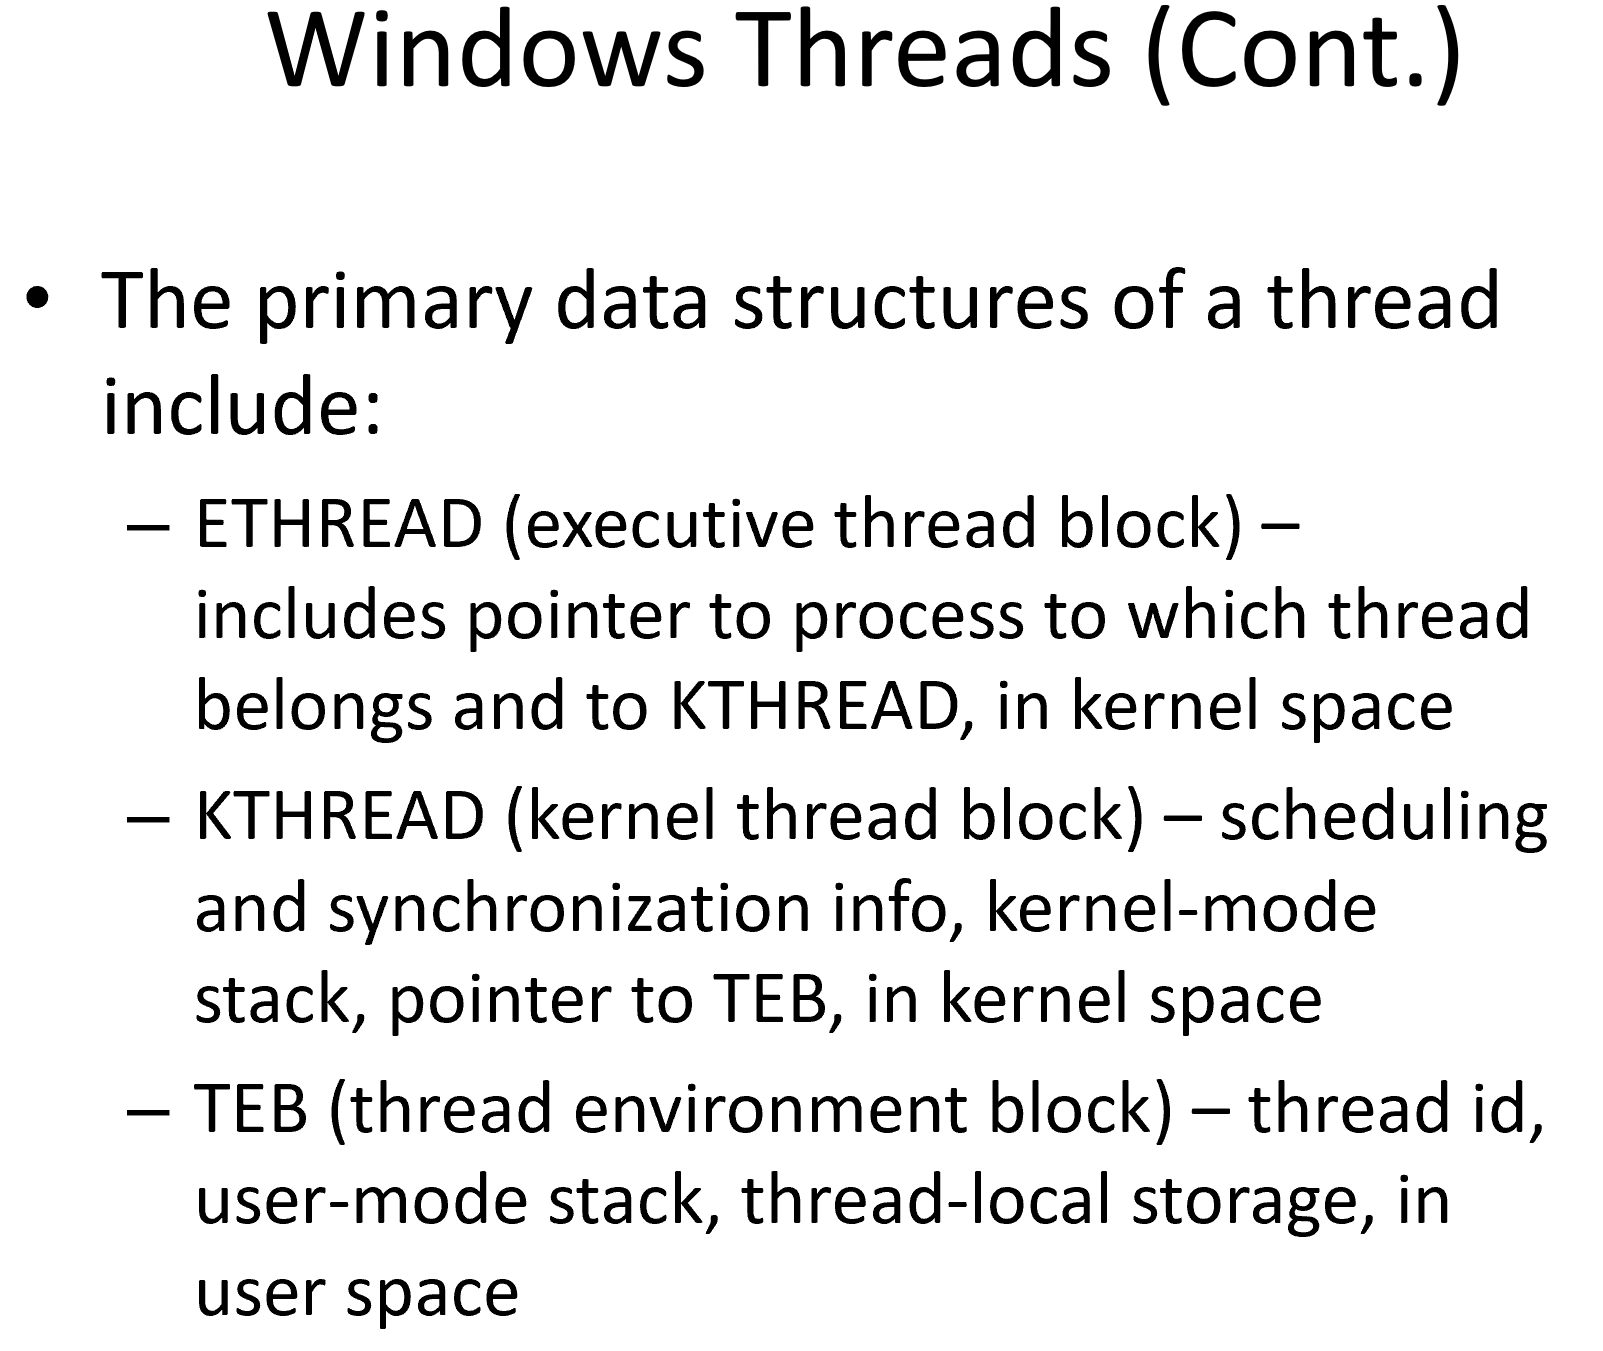 Windows Threads (Cont.)
• The primary data structures of a thread
include:
– ETHREAD (executive thread block) –
includes pointer to process to which thread
belongs and to KTHREAD, in kernel space
– KTHREAD (kernel thread block) – scheduling
and synchronization info, kernel-mode
stack, pointer to TEB, in kernel space
– TEB (thread environment block) – thread id,
user-mode stack, thread-local storage, in
user space